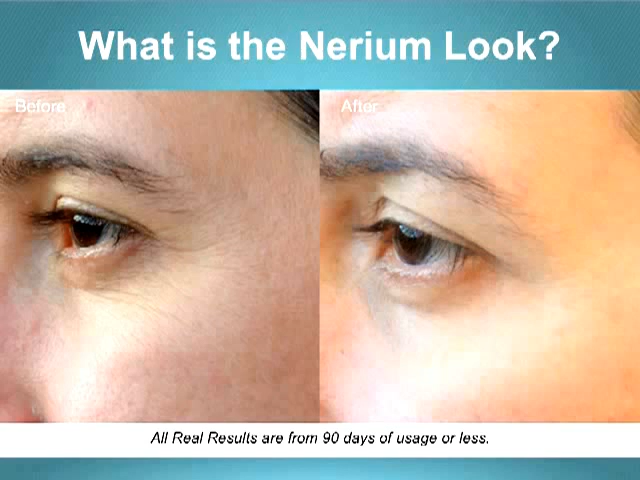 What is the Nerium Look?
Before
After
All Real Results are from 90 days of usage or less.